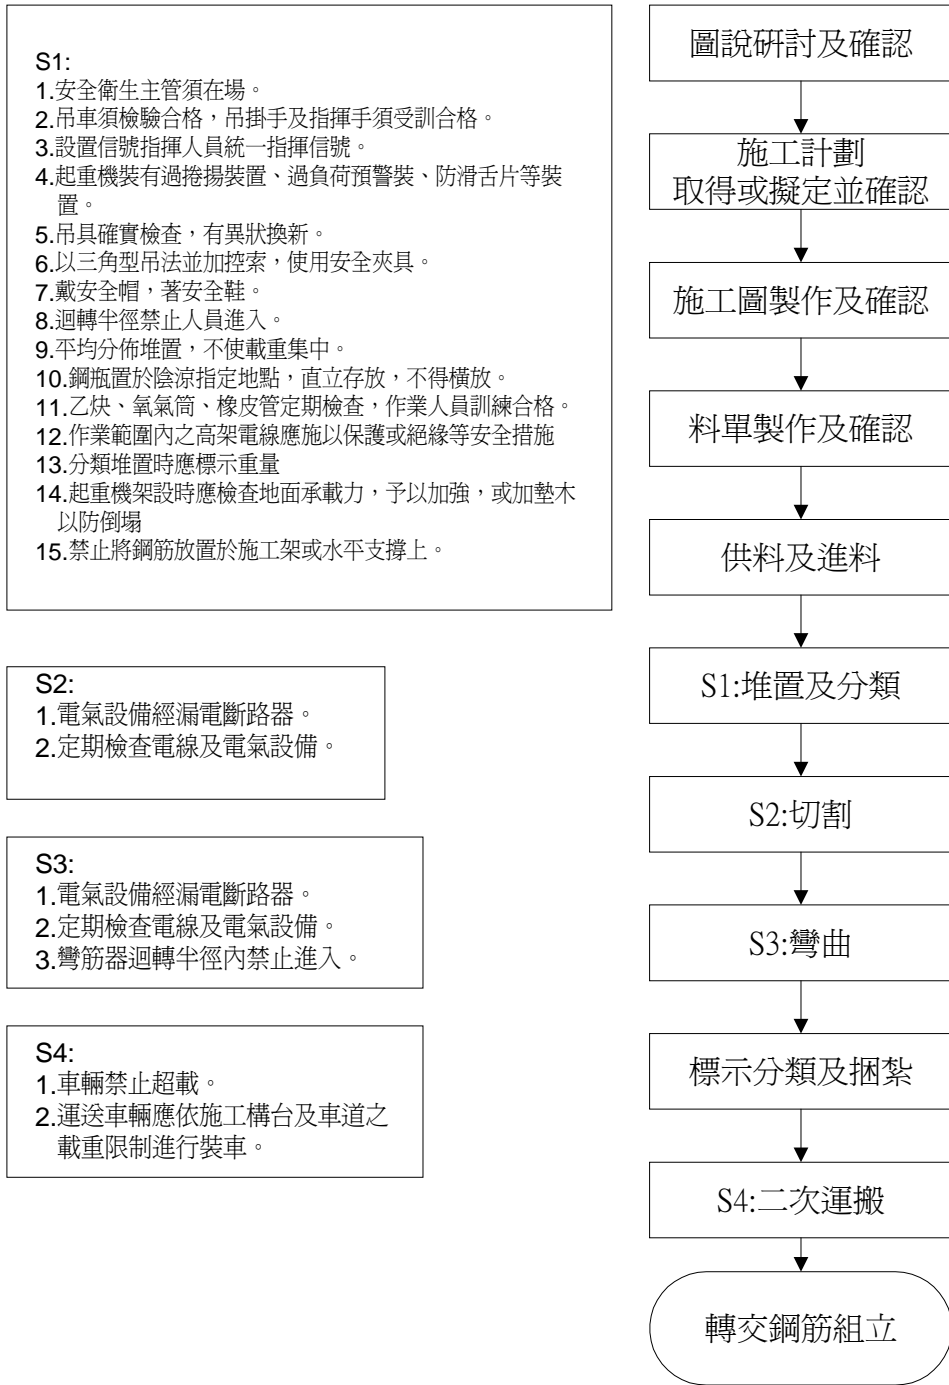 S1:
1.安全衛生主管須在場。
2.吊車須檢驗合格，吊掛手及指揮手須受訓合格。
3.設置信號指揮人員統一指揮信號。
4.起重機裝有過捲揚裝置、過負荷預警裝、防滑舌片等裝
置。
5.吊具確實檢查，有異狀換新。
6.以三角型吊法並加控索，使用安全夾具。
7.戴安全帽，著安全鞋。
8.迴轉半徑禁止人員進入。
9.平均分佈堆置，不使載重集中。
10.鋼瓶置於陰涼指定地點，直立存放，不得橫放。
11.乙炔、氧氣筒、橡皮管定期檢查，作業人員訓練合格。
12.作業範圍內之高架電線應施以保護或絕緣等安全措施
13.分類堆置時應標示重量
14.起重機架設時應檢查地面承載力，予以加強，或加墊木
以防倒塌
15.禁止將鋼筋放置於施工架或水平支撐上。
S2:
1.電氣設備經漏電斷路器。
2.定期檢查電線及電氣設備。
S3:
1.電氣設備經漏電斷路器。
2.定期檢查電線及電氣設備。
3.彎筋器迴轉半徑內禁止進入。
S4:
1.車輛禁止超載。
2.運送車輛應依施工構台及車道之
載重限制進行裝車。
圖說研討及確認
施工計劃
取得或擬定並確認
施工圖製作及確認
料單製作及確認
供料及進料
S1:堆置及分類
S2:切割
S3:彎曲
標示分類及捆紮
S4:二次運搬
轉交鋼筋組立